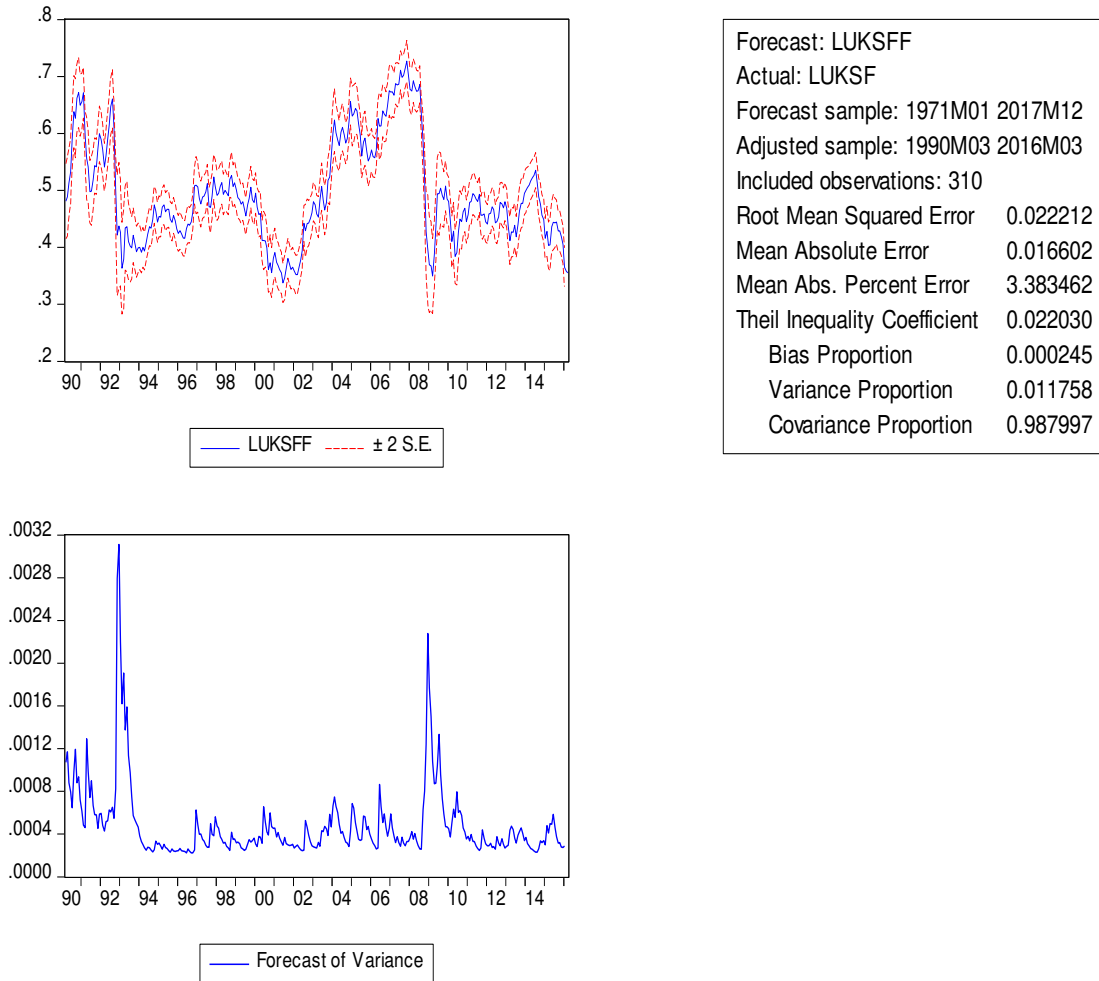 .8
.7
.6
.5
.4
.3
.2
90 92 94 96 98 00 02 04 06 08 10 12 14
LUKSFF ± 2 S.E.
Forecast: LUKSFF
Actual: LUKSF
Forecast sample: 1971M01 2017M12
Adjusted sample: 1990M03 2016M03
Included observations: 310
Root Mean Squared Error 0.022212
Mean Absolute Error 0.016602
Mean Abs. Percent Error 3.383462
Theil Inequality Coefficient 0.022030
Bias Proportion 0.000245
Variance Proportion 0.011758
Covariance Proportion 0.987997
.0032
.0028
.0024
.0020
.0016
.0012
.0008
.0004
.0000
90 92 94 96 98 00 02 04 06 08 10 12 14
Forecast of Variance